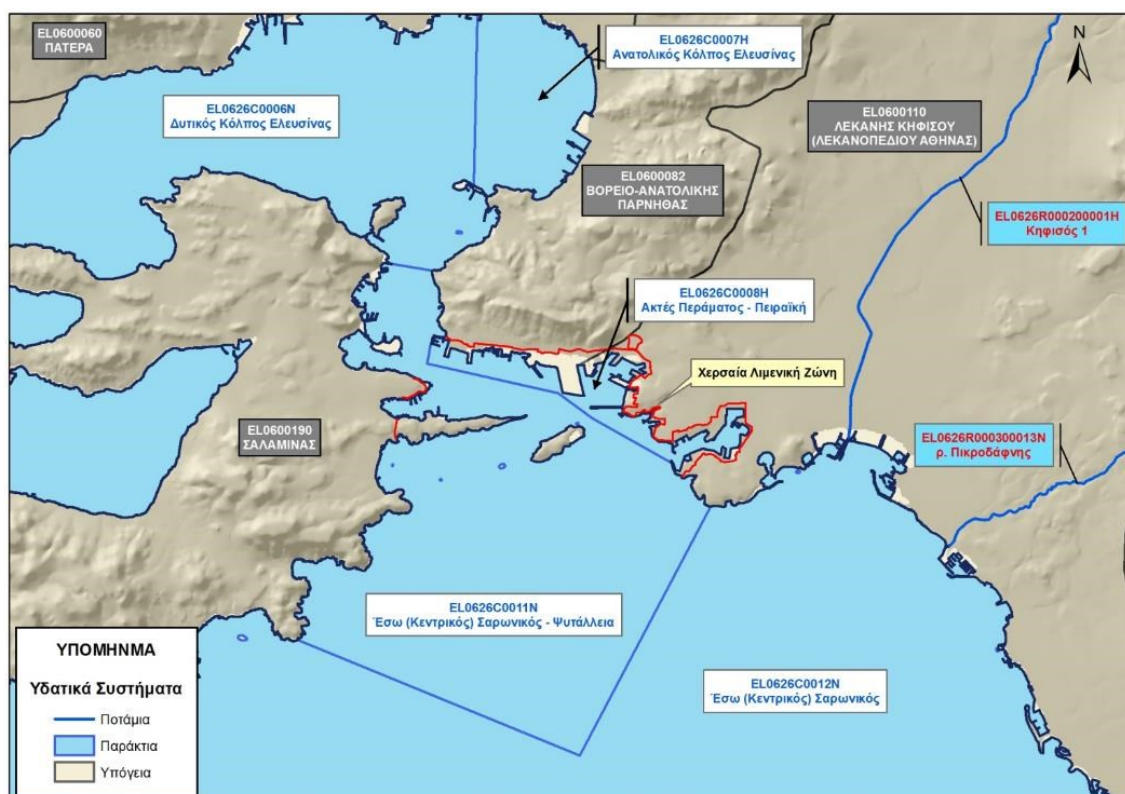 EL0600060
ΠΑΤΕΡΑ
EL0626C0007H
Ανατολικός Κόλπος Ελευσίνας
N
EL0626C0006N
Δυτικός Κόλπος Ελευσίνας
EL0600110
ΛΕΚΑΝΗΣ ΚΗΦΙΣΟΥ
(ΛΕΚΑΝΟΠΕΔΙΟΥ ΑΘΗΝΑΣ)
EL0600082
ΒΟΡΕΙΟ-ΑΝΑΤΟΛΙΚΗΣ
ΠΑΡΝΗΘΑΣ
EL0626R000200001H
Κηφισός 1
EL0626C0008H
Ακτές Περάματος - Πειραϊκή
Χερσαία Λιμενική Ζώνη
EL0600190
ΣΑΛΑΜΙΝΑΣ
EL0626R000300013N
ρ. Πικροδάφνης
EL0626C0011N
Έσω (Κεντρικός) Σαρωνικός - Ψυτάλλεια
EL0626C0012N
Έσω (Κεντρικός) Σαρωνικός
ΥΠΟΜΗΝΜΑ
Υδατικά Συστήματα
Ποτάμια
Παράκτια
Υπόγεια